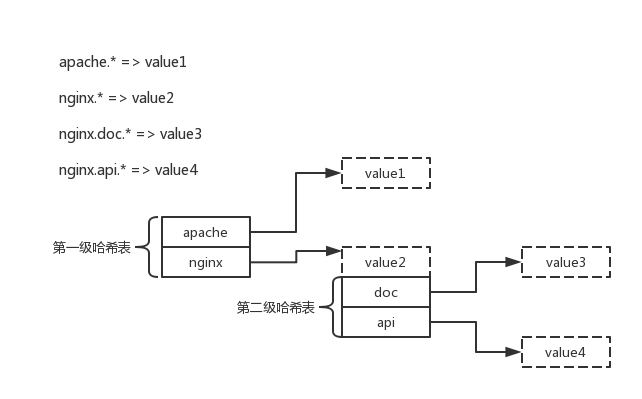 apache.* => value1
nginx.* => value2
nginx.doc.* => value3
nginx.api.* => value4
value1
第一级哈希表
apache
nginx
value2
第二级哈希表
doc
api
value3
value4